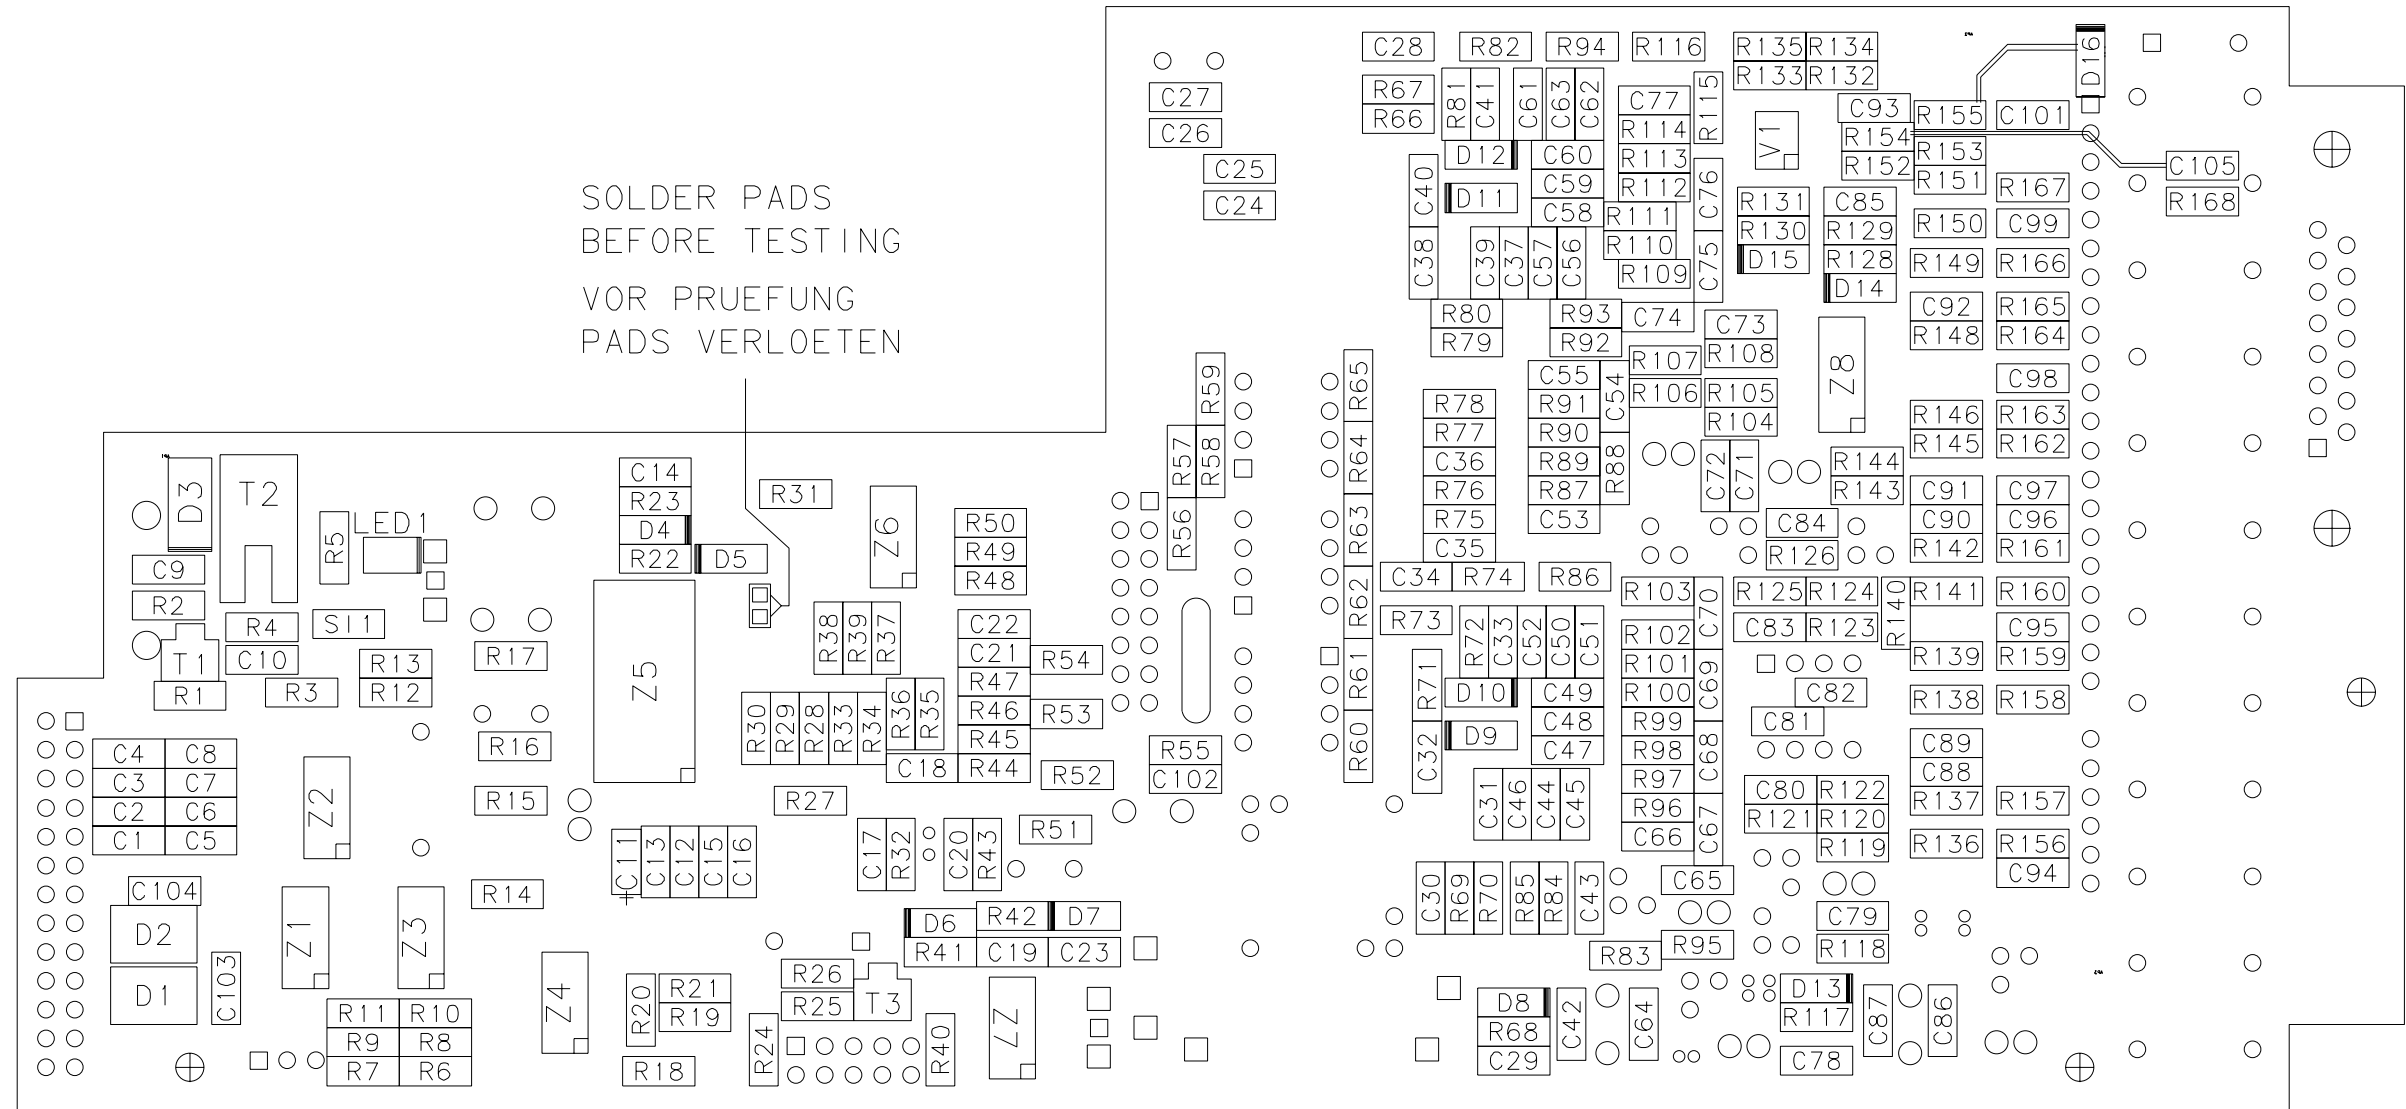 SOLDER PADS
BEFORE TESTING
VOR PRUEFUNG
PADS VERLOETEN
C28 R82 R94 R116 R135 R134
R133 R132
D16
C27
C26
C25
C24
R67
R66
R81 C41 C61 C63 C62
C77
R114
R113
R112
R111
R110
R109
R115
C76
C75
V1
C93
R154
R152
R155
R153
R151
C101
C105
R168
D12
D11
C60
C59
C58
C40
C38
C39 C37 C57 C56
R131
R130
D15
C85
R129
R128
D14
R150
R149
R167
C99
R166
R80
R79
R93
R92
C74
C73
R108
R107
R106
R105
R104
Z8
C92
R148
R165
R164
C98
R146
R145
R163
R162
R59
R57 R58
R56
R65
R64
R63
R62
R61
R60
R78
R77
C36
R76
R75
C35
C55
R91
R90
R89
R87
C53
C54
R88
C72 C71
R144
R143
C91
C90
R142
C97
C96
R161
C84
R126
D3
T2
R5
LED1
C9
R2
R4
SI1
T1
C10
R1
R3
R13
R12
R17
R16
R15
R14
C14
R23
D4
R22
D5
R31
Z6
R50
R49
R48
Z5
R38 R39 R37
C22
C21
R47
R46
R45
R44
R54
R53
R30 R29 R28 R33 R34 R36 R35
C18
R52
R55
C102
C34 R74 R86
R73
R72 C33 C52 C50 C51
R103
R102
R101
R100
R99
R98
R97
R96
C66
C70
C69
C68
C67
R125 R124
C83 R123
R140
R141
R160
C95
R139
R159
R138
R158
C82
C81
R71
C32
D10
D9
C49
C48
C47
C31 C46 C44 C45
C80 R122
R121 R120
R119
C89
C88
R137
R136
R157
R156
C94
C4 C8
C3 C7
C2 C6
C1 C5
Z2
R27
+C11 C13 C12 C15 C16
C17 R32
C20 R43
R51
C104
D2
D1
C103
Z1
Z3
Z4
D6
R42 D7
R41 C19 C23
C30 R69 R70 R85 R84 C43
C65
R95
R83
C79
R118
R11 R10
R9 R8
R7 R6
R20
R21
R19
R18
R26
R25
T3
R24
R40
Z7
D8
R68
C29
C42
C64
D13
R117
C78
C87
C86